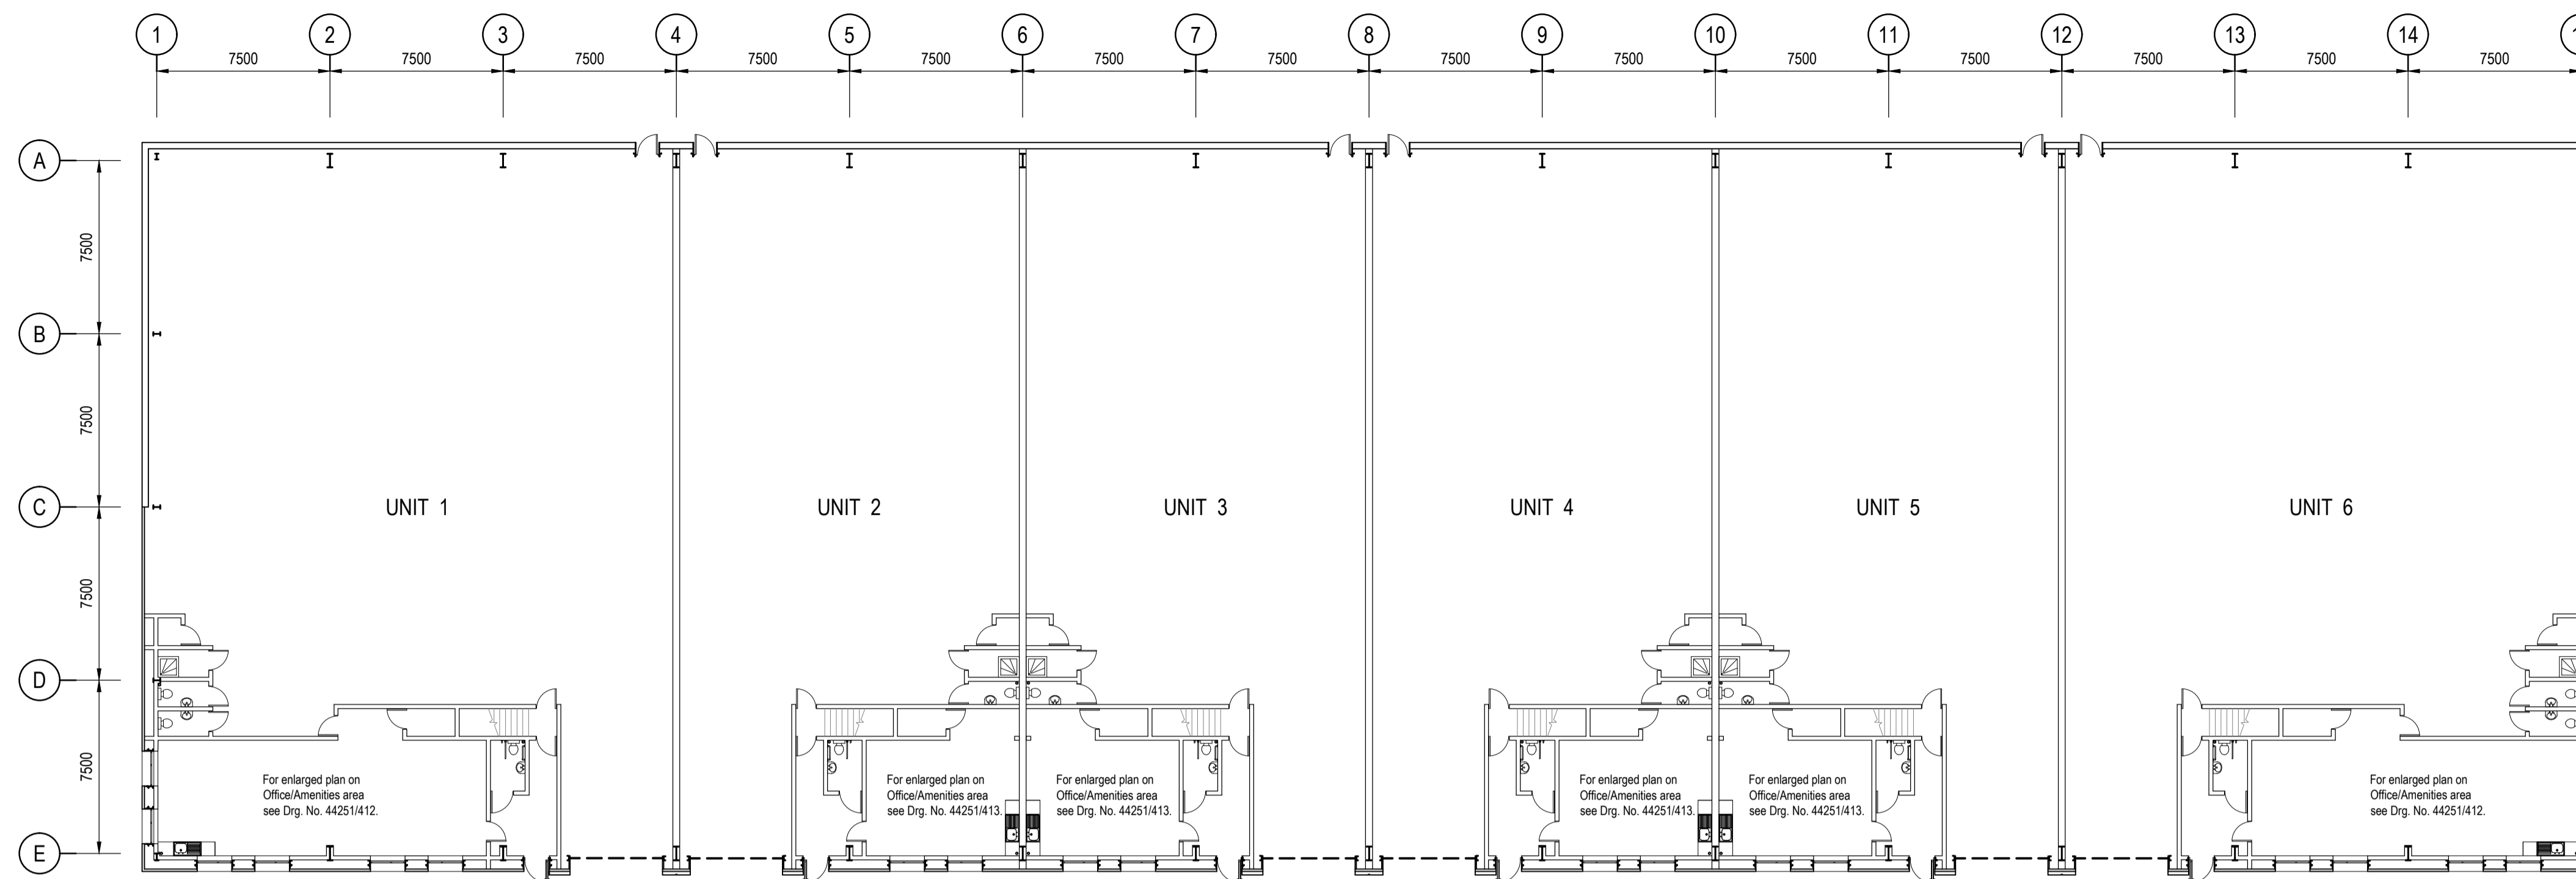 1 2 3 4 5 6 7 8 9 10 11 12 13 14
7500 7500 7500 7500 7500 7500 7500 7500 7500 7500 7500 7500 7500 7500
A
7500
B
7500
C
UNIT 1 UNIT 2 UNIT 3 UNIT 4 UNIT 5 UNIT 6
7500
D
7500
For enlarged plan on
Office/Amenities area
see Drg. No. 44251/412.
For enlarged plan on
Office/Amenities area
see Drg. No. 44251/413.
For enlarged plan on
Office/Amenities area
see Drg. No. 44251/413.
For enlarged plan on
Office/Amenities area
see Drg. No. 44251/413.
For enlarged plan on
Office/Amenities area
see Drg. No. 44251/413.
For enlarged plan on
Office/Amenities area
see Drg. No. 44251/412.
E